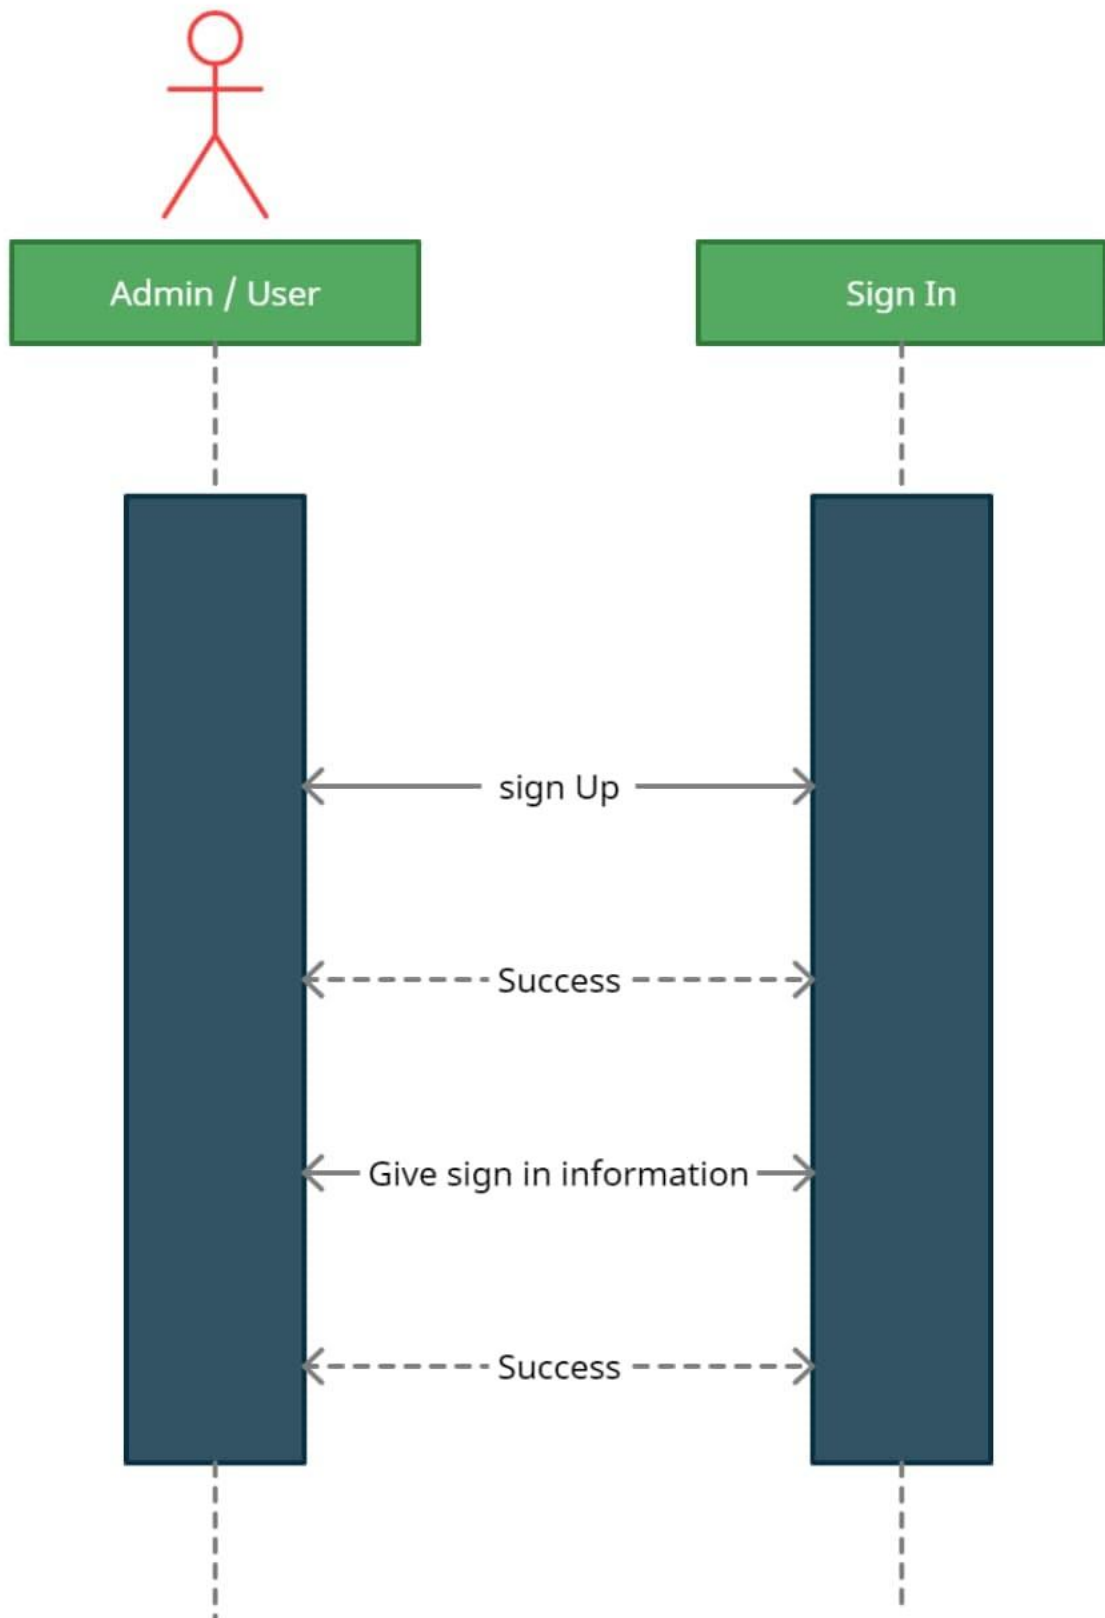 Admin / User
Sign In
sign Up
Success
Give sign in information
Success